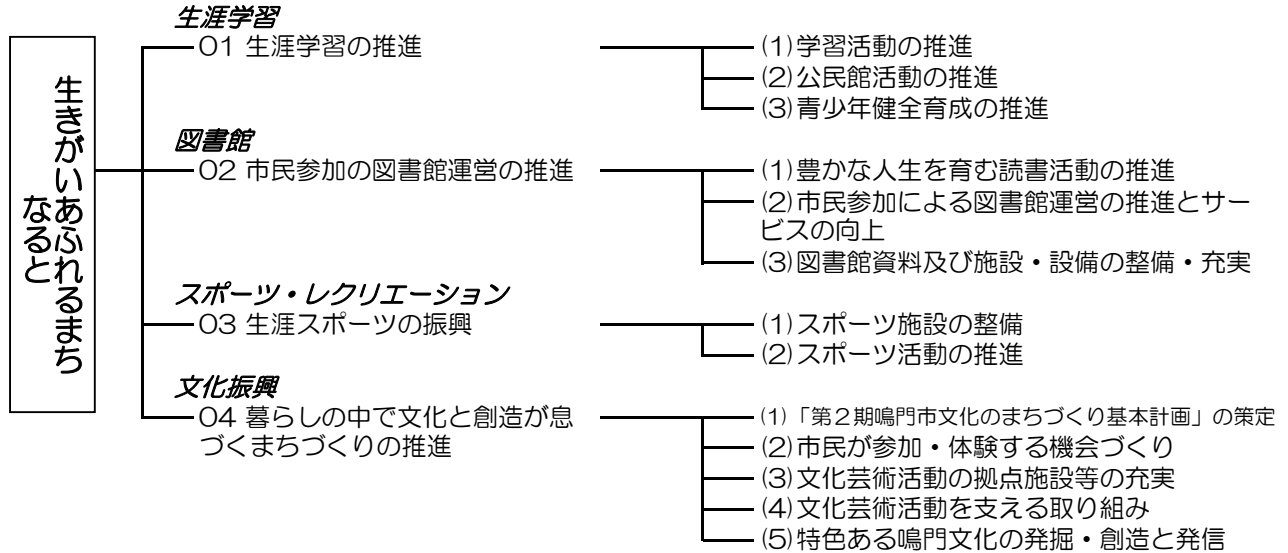 生きがいあふれるまち
なると
生涯学習
01 生涯学習の推進
(1)学習活動の推進
(2)公民館活動の推進
(3)青少年健全育成の推進
図書館
02 市民参加の図書館運営の推進
(1)豊かな人生を育む読書活動の推進
(2)市民参加による図書館運営の推進とサー
ビスの向上
(3)図書館資料及び施設・設備の整備・充実
スポーツ・レクリエーション
03 生涯スポーツの振興
(1)スポーツ施設の整備
(2)スポーツ活動の推進
文化振興
04 暮らしの中で文化と創造が息
づくまちづくりの推進
(1)「第2期鳴門市文化のまちづくり基本計画」の策定
(2)市民が参加・体験する機会づくり
(3)文化芸術活動の拠点施設等の充実
(4)文化芸術活動を支える取り組み
(5)特色ある鳴門文化の発掘・創造と発信